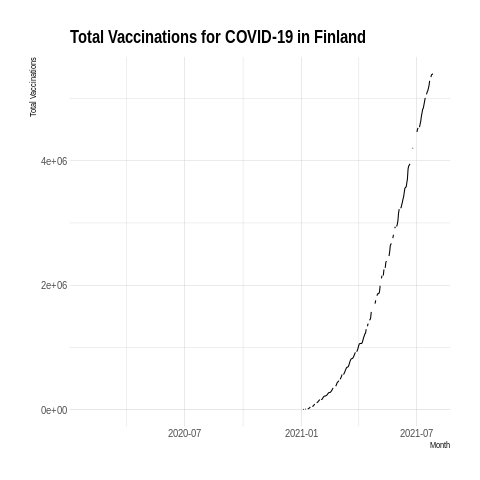 Total Vaccinations for COVID-19 in Finland
Total Vaccinations
4e+06
2e+06
0e+00
2020-07
2021-01
2021-07
Month